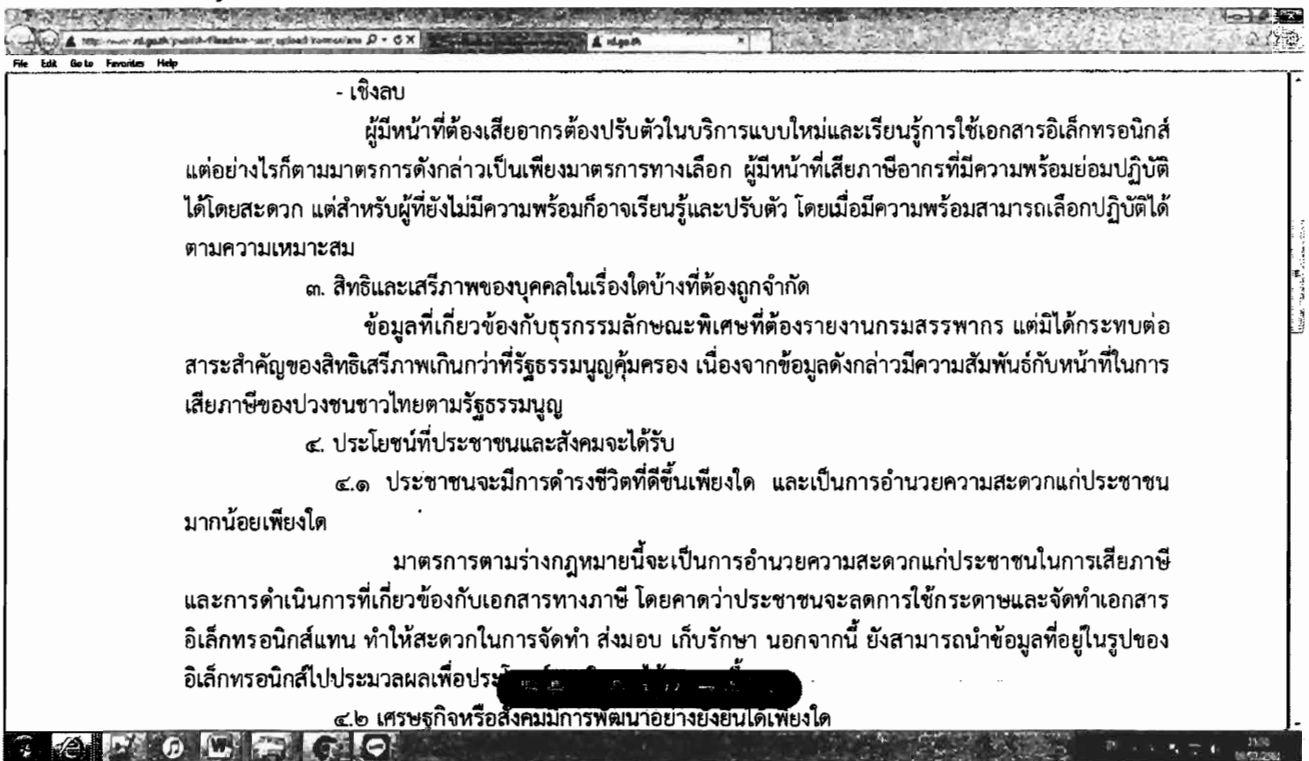 rd.go.th
File Edit Go to Favorites Help
- เชิงลบ
ผู้มีหน้าที่ต้องเสียอากรต้องปรับตัวในบริการแบบใหม่และเรียนรู้การใช้เอกสารอิเล็กทรอนิกส์
แต่อย่างไรก็ตามมาตรการดังกล่าวเป็นเพียงมาตรการทางเลือก ผู้มีหน้าที่เสียภาษีอากรที่มีความพร้อมย่อมปฏิบัติ
ได้โดยสะดวก แต่สำหรับผู้ที่ยังไม่มีความพร้อมก็อาจเรียนรู้และปรับตัว โดยเมื่อมีความพร้อมสามารถเลือกปฏิบัติได้
ตามความเหมาะสม
๓. สิทธิและเสรีภาพของบุคคลในเรื่องใดบ้างที่ต้องถูกจำกัด
ข้อมูลที่เกี่ยวข้องกับธุรกรรมลักษณะพิเศษที่ต้องรายงานกรมสรรพากร แต่มิได้กระทบต่อ
สาระสำคัญของสิทธิเสรีภาพเกินกว่าที่รัฐธรรมนูญคุ้มครอง เนื่องจากข้อมูลดังกล่าวมีความสัมพันธ์กับหน้าที่ในการ
เสียภาษีของปวงชนชาวไทยตามรัฐธรรมนูญ
๔. ประโยชน์ที่ประชาชนและสังคมจะได้รับ
๔.๑ ประชาชนจะมีการดำรงชีวิตที่ดีขึ้นเพียงใด และเป็นการอำนวยความสะดวกแก่ประชาชน
มากน้อยเพียงใด
มาตรการตามร่างกฎหมายนี้จะเป็นการอำนวยความสะดวกแก่ประชาชนในการเสียภาษี
และการดำเนินการที่เกี่ยวข้องกับเอกสารทางภาษี โดยคาดว่าประชาชนจะลดการใช้กระดาษและจัดทำเอกสาร
อิเล็กทรอนิกส์แทน ทำให้สะดวกในการจัดทำ ส่งมอบ เก็บรักษา นอกจากนี้ ยังสามารถนำข้อมูลที่อยู่ในรูปของ
อิเล็กทรอนิกส์ไปประมวลผลเพื่อ
๔.๒ เศรษฐกิจหรือสังคมมีการพัฒนาอย่างยั่งยืนได้เพียงใด